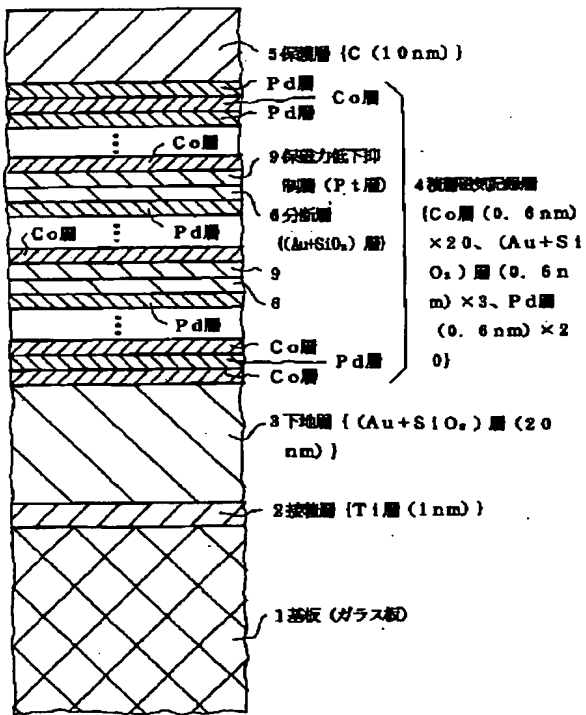 5保護層{C(10nm)}
Pd層
Co層
Pd層
Co層
9保磁力低下抑
制層(Pt層)
6分断層
{(Au+SiO₂)層}
Pd層
Co層
9
6
Pd層
Co層
Pd層
Co層
4 磁気記録層
{Co層(0.6nm)
×20、(Au+Si
O₂)層(0.6n
m)×3、Pd層
(0.6nm)×2
0}
3下地層{(Au+SiO₂)層(20
nm)}
2接着層{Ti層(1nm)}
1基板(ガラス板)